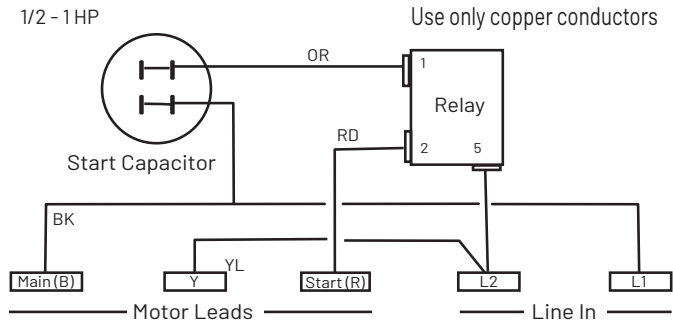 1/2 - 1 HP
Use only copper conductors
OR
1
Relay
RD
2
5
Start Capacitor
BK
YL
Main (B)
Y
Start (R)
L2
L1
Motor Leads
Line In